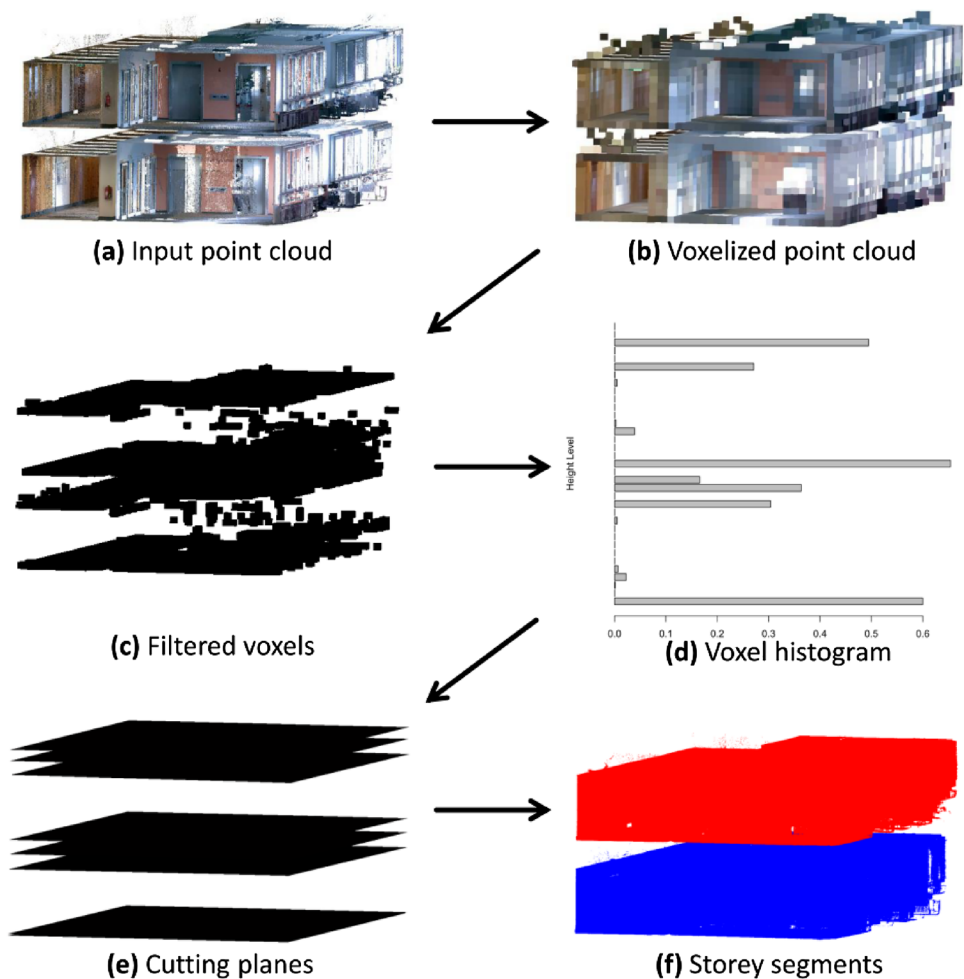 (a) Input point cloud
(b) Voxelized point cloud
(c) Filtered voxels
Height Level
0.0 0.1 0.2 0.3 0.4 0.5 0.6
(d) Voxel histogram
(e) Cutting planes
(f) Storey segments